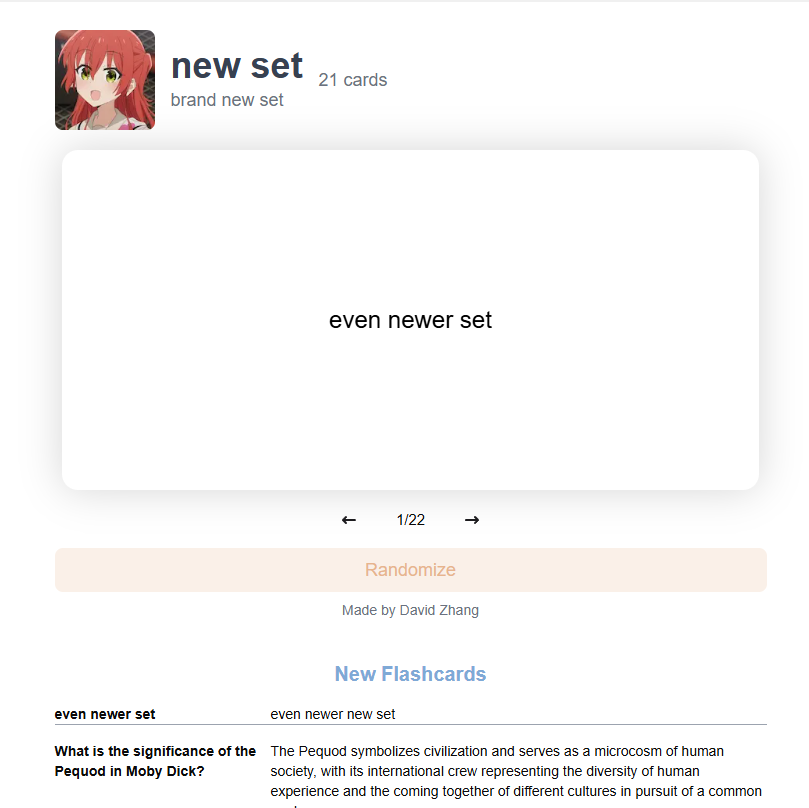 new set
21 cards
brand new set
even newer set
← 1/22 →
Randomize
Made by David Zhang
New Flashcards
even newer set
even newer new set
What is the significance of the
Pequod in Moby Dick?
The Pequod symbolizes civilization and serves as a microcosm of human
society, with its international crew representing the diversity of human
experience and the coming together of different cultures in pursuit of a common